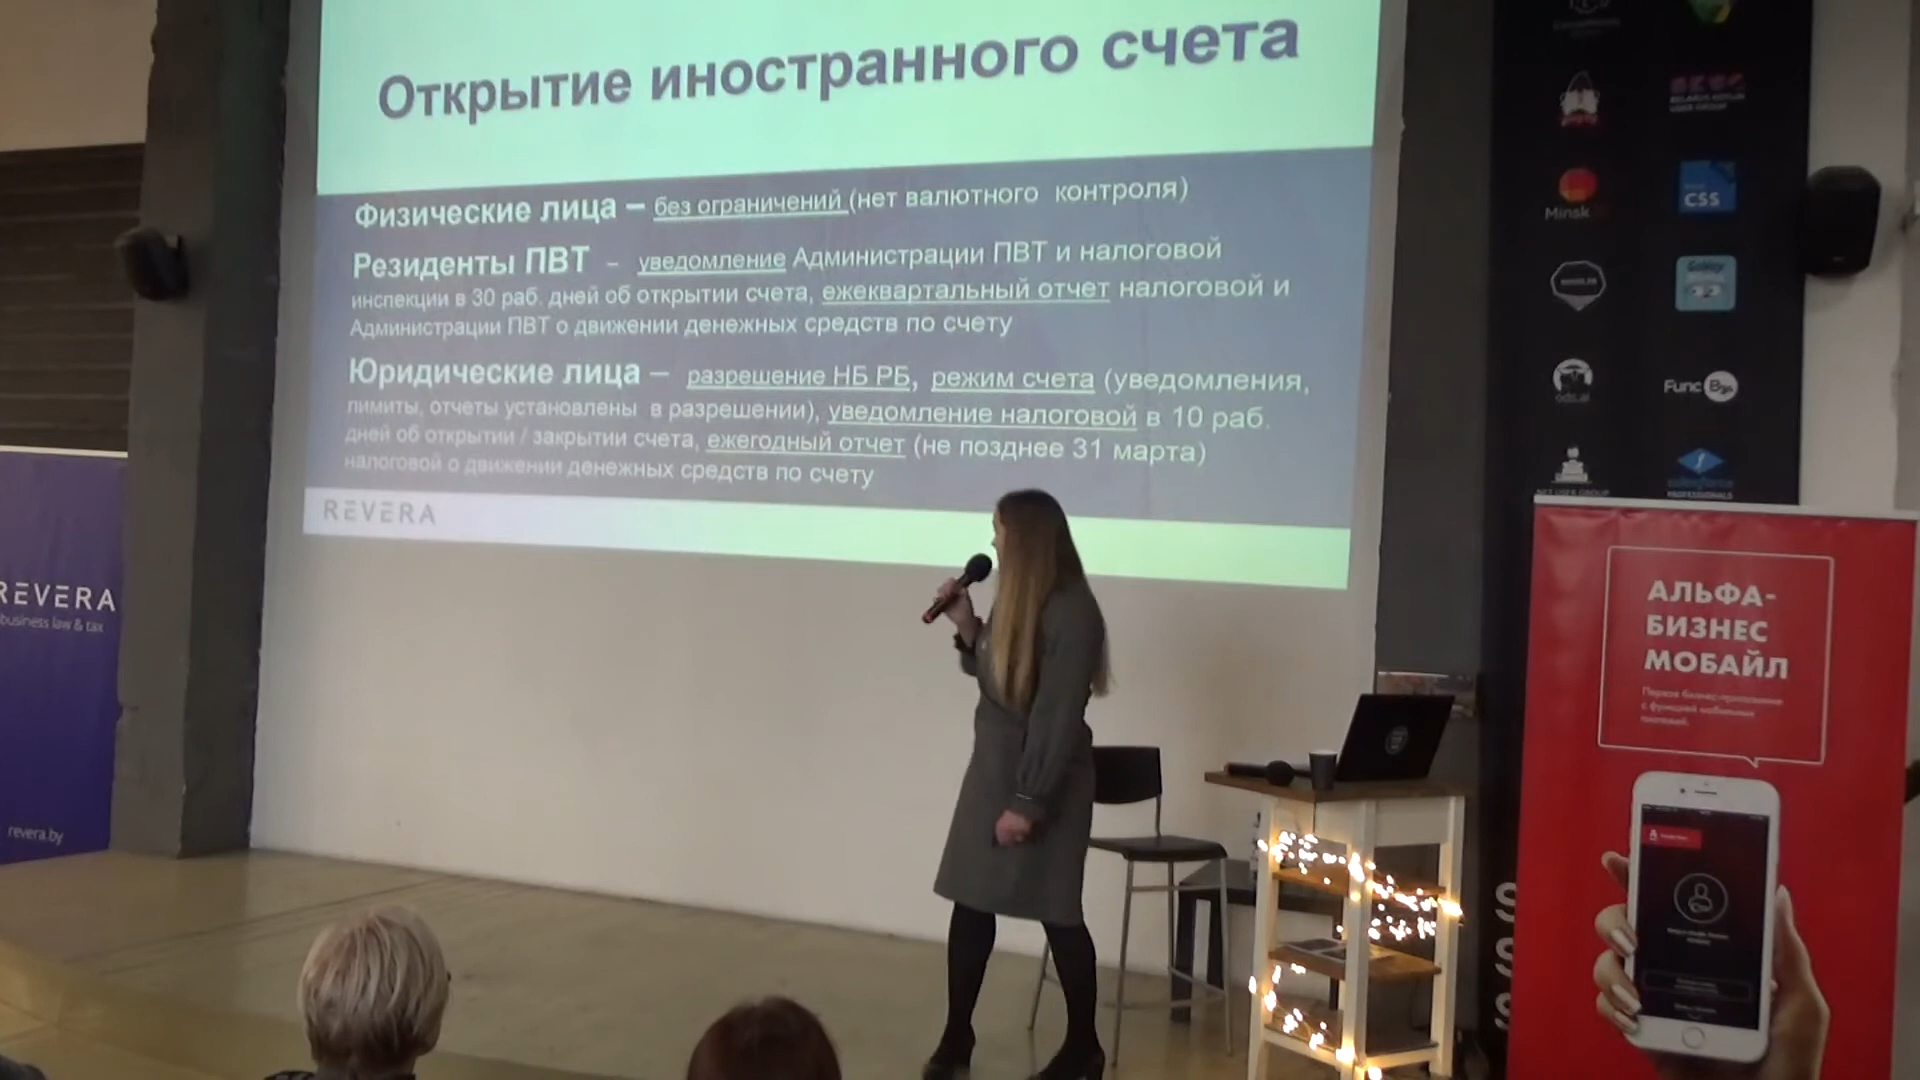 Открытие иностранного счета
Физические лица – без ограничений (нет валютного контроля)
Резиденты ПВТ – уведомление Администрации ПВТ и налоговой
инспекции в 30 раб. дней об открытии счета, ежеквартальный отчет налоговой и
Администрации ПВТ о движении денежных средств по счету
Юридические лица – разрешение НБ РБ, режим счета (уведомления,
лимиты, отчеты установлены в разрешении), уведомление налоговой в 10 раб.
дней об открытии / закрытии счета, ежегодный отчет (не позднее 31 марта)
налоговой о движении денежных средств по счету
REVERA
REVERA
business law & tax
revera.by
Minsk
CSS
ods.ai
Func
PROFESSIONALS
АЛЬФА-
БИЗНЕС
МОБАЙЛ